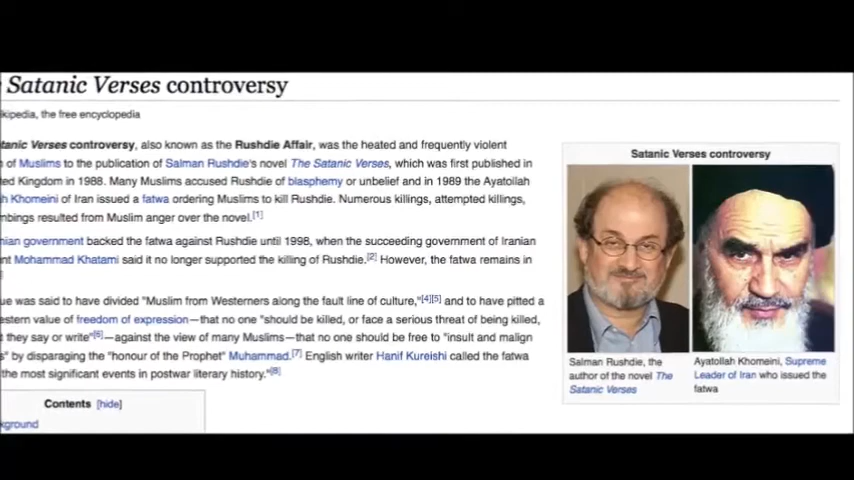 Satanic Verses controversy
kipedia, the free encyclopedia
tanic Verses controversy, also known as the Rushdie Affair, was the heated and frequently violent
n of Muslims to the publication of Salman Rushdie's novel The Satanic Verses, which was first published in
ted Kingdom in 1988. Many Muslims accused Rushdie of blasphemy or unbelief and in 1989 the Ayatollah
h Khomeini of Iran issued a fatwa ordering Muslims to kill Rushdie. Numerous killings, attempted killings,
mbings resulted from Muslim anger over the novel.[1]
nian government backed the fatwa against Rushdie until 1998, when the succeeding government of Iranian
nt Mohammad Khatami said it no longer supported the killing of Rushdie.[2] However, the fatwa remains in
]
ue was said to have divided "Muslim from Westerners along the fault line of culture,"[4][5] and to have pitted a
estern value of freedom of expression—that no one "should be killed, or face a serious threat of being killed,
t they say or write"[6]—against the view of many Muslims—that no one should be free to "insult and malign
s" by disparaging the "honour of the Prophet" Muhammad.[7] English writer Hanif Kureishi called the fatwa
the most significant events in postwar literary history."[8]
Contents [hide]
kground
Satanic Verses controversy
Salman Rushdie, the
author of the novel The
Satanic Verses
Ayatollah Khomeini, Supreme
Leader of Iran who issued the
fatwa